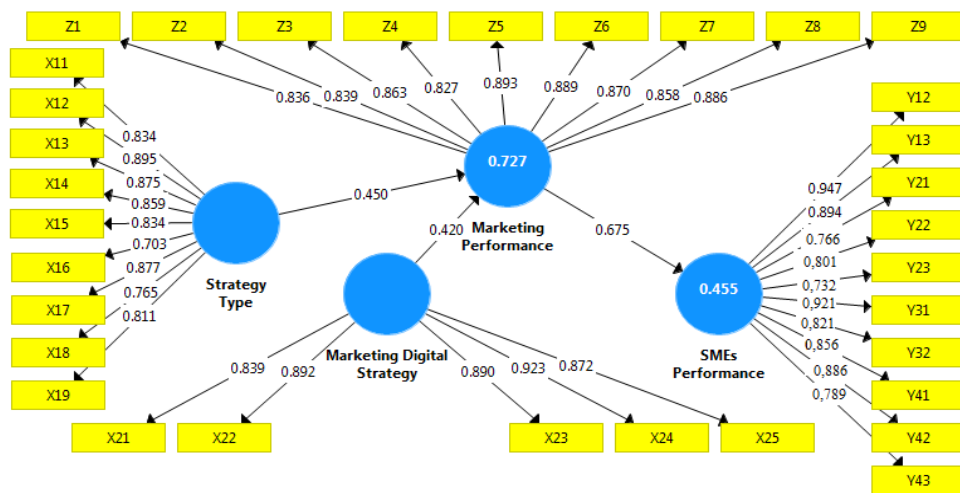 Z1
Z2
Z3
Z4
Z5
Z6
Z7
Z8
Z9
X11
X12
X13
X14
X15
X16
X17
X18
X19
0.836
0.839
0.863
0.827
0.893
0.889
0.870
0.858
0.886
0.834
0.895
0.875
0.859
0.834
0.703
0.877
0.765
0.811
Strategy
Type
0.450
0.727
Marketing
Performance
0.420
0.675
Marketing Digital
Strategy
0.455
SMEs
Performance
0.839
0.892
0.890
0.923
0.872
X21
X22
X23
X24
X25
0.947
0.894
0.766
0,801
0,732
0,921
0,821
0,856
0,886
0,789
Y12
Y13
Y21
Y22
Y23
Y31
Y32
Y41
Y42
Y43